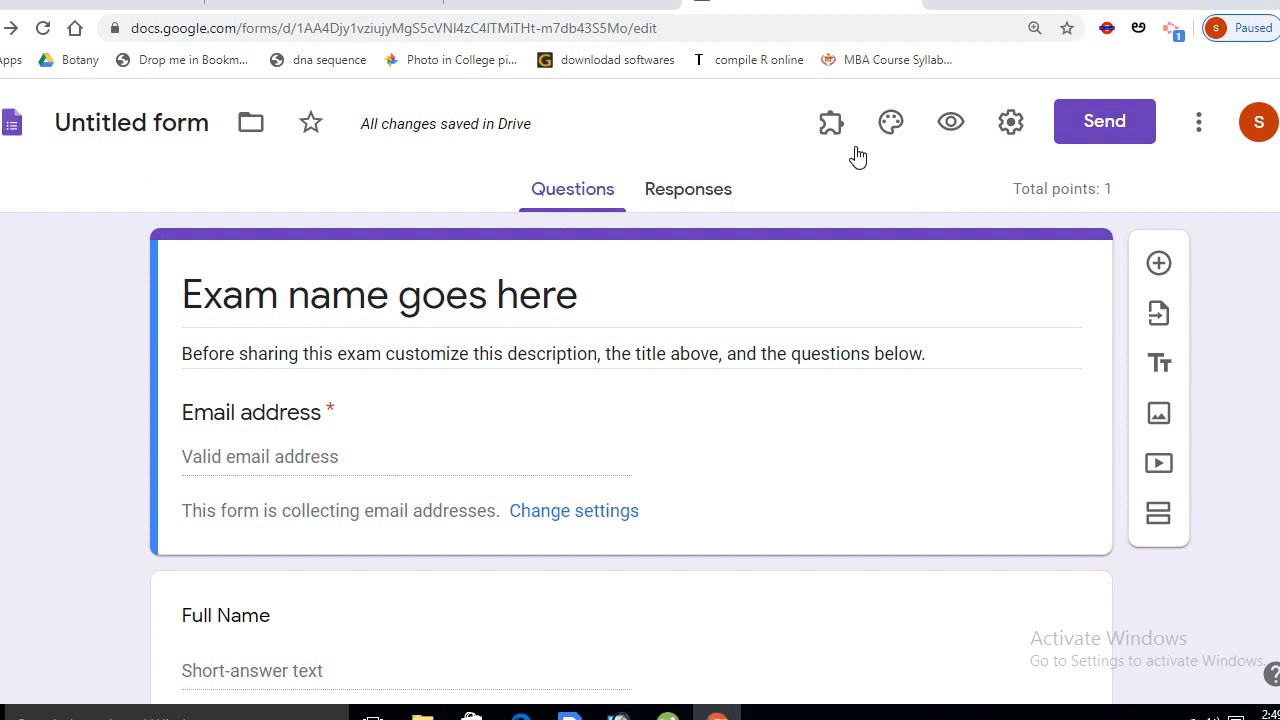 docs.google.com/forms/d/1AA4Djy1vziujyMgS5cVNl4zC4lTMiTHt-m7db43S5Mo/edit
1
S
Paused
Apps
Botany
Drop me in Bookm...
dna sequence
Photo in College pi...
G
downlodad softwares
T
compile R online
MBA Course Syllab...
Untitled form
All changes saved in Drive
Send
S
Questions
Responses
Total points: 1
Exam name goes here
Before sharing this exam customize this description, the title above, and the questions below.
Email address *
Valid email address
This form is collecting email addresses. Change settings
Tt
Full Name
Short-answer text
Activate Windows
Go to Settings to activate Windows.
?